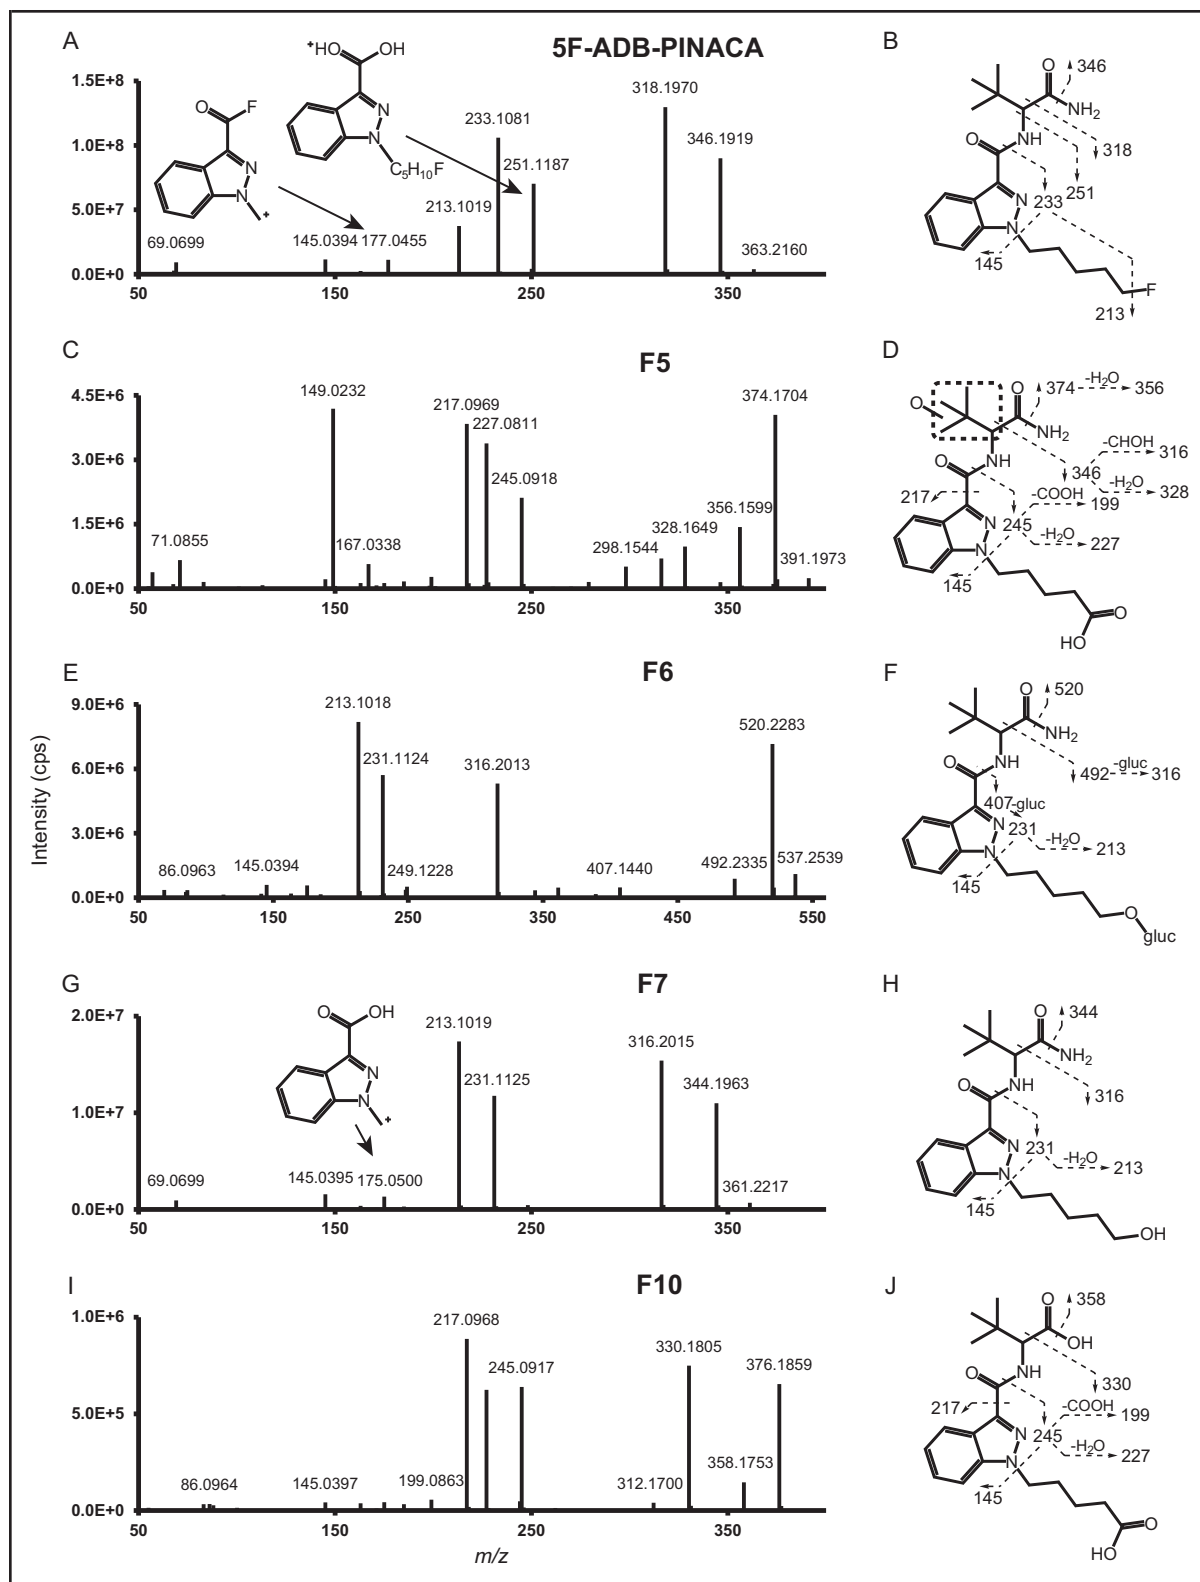 A
5F-ADB-PINACA
B
+HO
OH
O
F
N
N
C5H10F
O
F
N
N
+
1.5E+8
1.0E+8
5.0E+7
0.0E+0
318.1970
233.1081
346.1919
251.1187
213.1019
145.0394
177.0455
69.0699
363.2160
50
150
250
350
O
346
NH2
O
NH
318
251
N
233
N
145
F
213
C
F5
D
4.5E+6
3.0E+6
1.5E+6
0.0E+0
149.0232
217.0969
374.1704
227.0811
245.0918
356.1599
328.1649
71.0855
167.0338
298.1544
391.1973
50
150
250
350
O
O
374
-H2O
356
NH2
O
NH
-CHOH
346
316
-H2O
328
217
-COOH
199
N
245
-H2O
227
N
145
O
HO
E
F6
F
Intensity (cps)
9.0E+6
6.0E+6
3.0E+6
0.0E+0
213.1018
520.2283
231.1124
316.2013
145.0394
86.0963
249.1228
407.1440
492.2335
537.2539
50
150
250
350
450
550
O
520
NH2
O
NH
492
-gluc
316
407
-gluc
N
231
-H2O
213
N
145
O
gluc
G
F7
H
O
OH
N
N
+
2.0E+7
1.0E+7
0.0E+0
213.1019
316.2015
231.1125
344.1963
145.0395
175.0500
69.0699
361.2217
50
150
250
350
O
344
NH2
O
NH
316
N
231
-H2O
213
N
145
OH
I
F10
J
1.0E+6
5.0E+5
0.0E+0
217.0968
330.1805
376.1859
245.0917
358.1753
86.0964
145.0397
199.0863
312.1700
50
150
250
350
m/z
O
358
OH
O
NH
330
217
-COOH
199
N
245
-H2O
227
N
145
O
HO